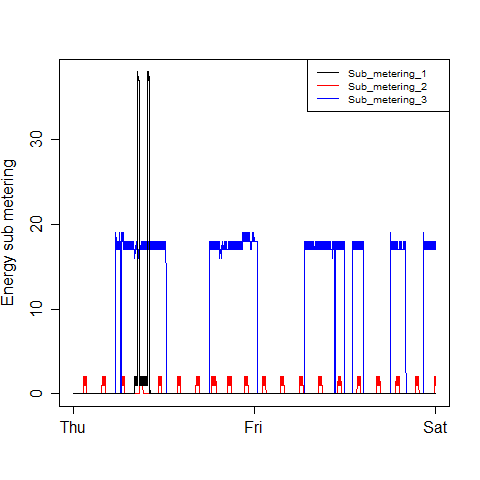 Sub_metering_1
Sub_metering_2
Sub_metering_3
Energy sub metering
30
20
10
0
Thu
Fri
Sat